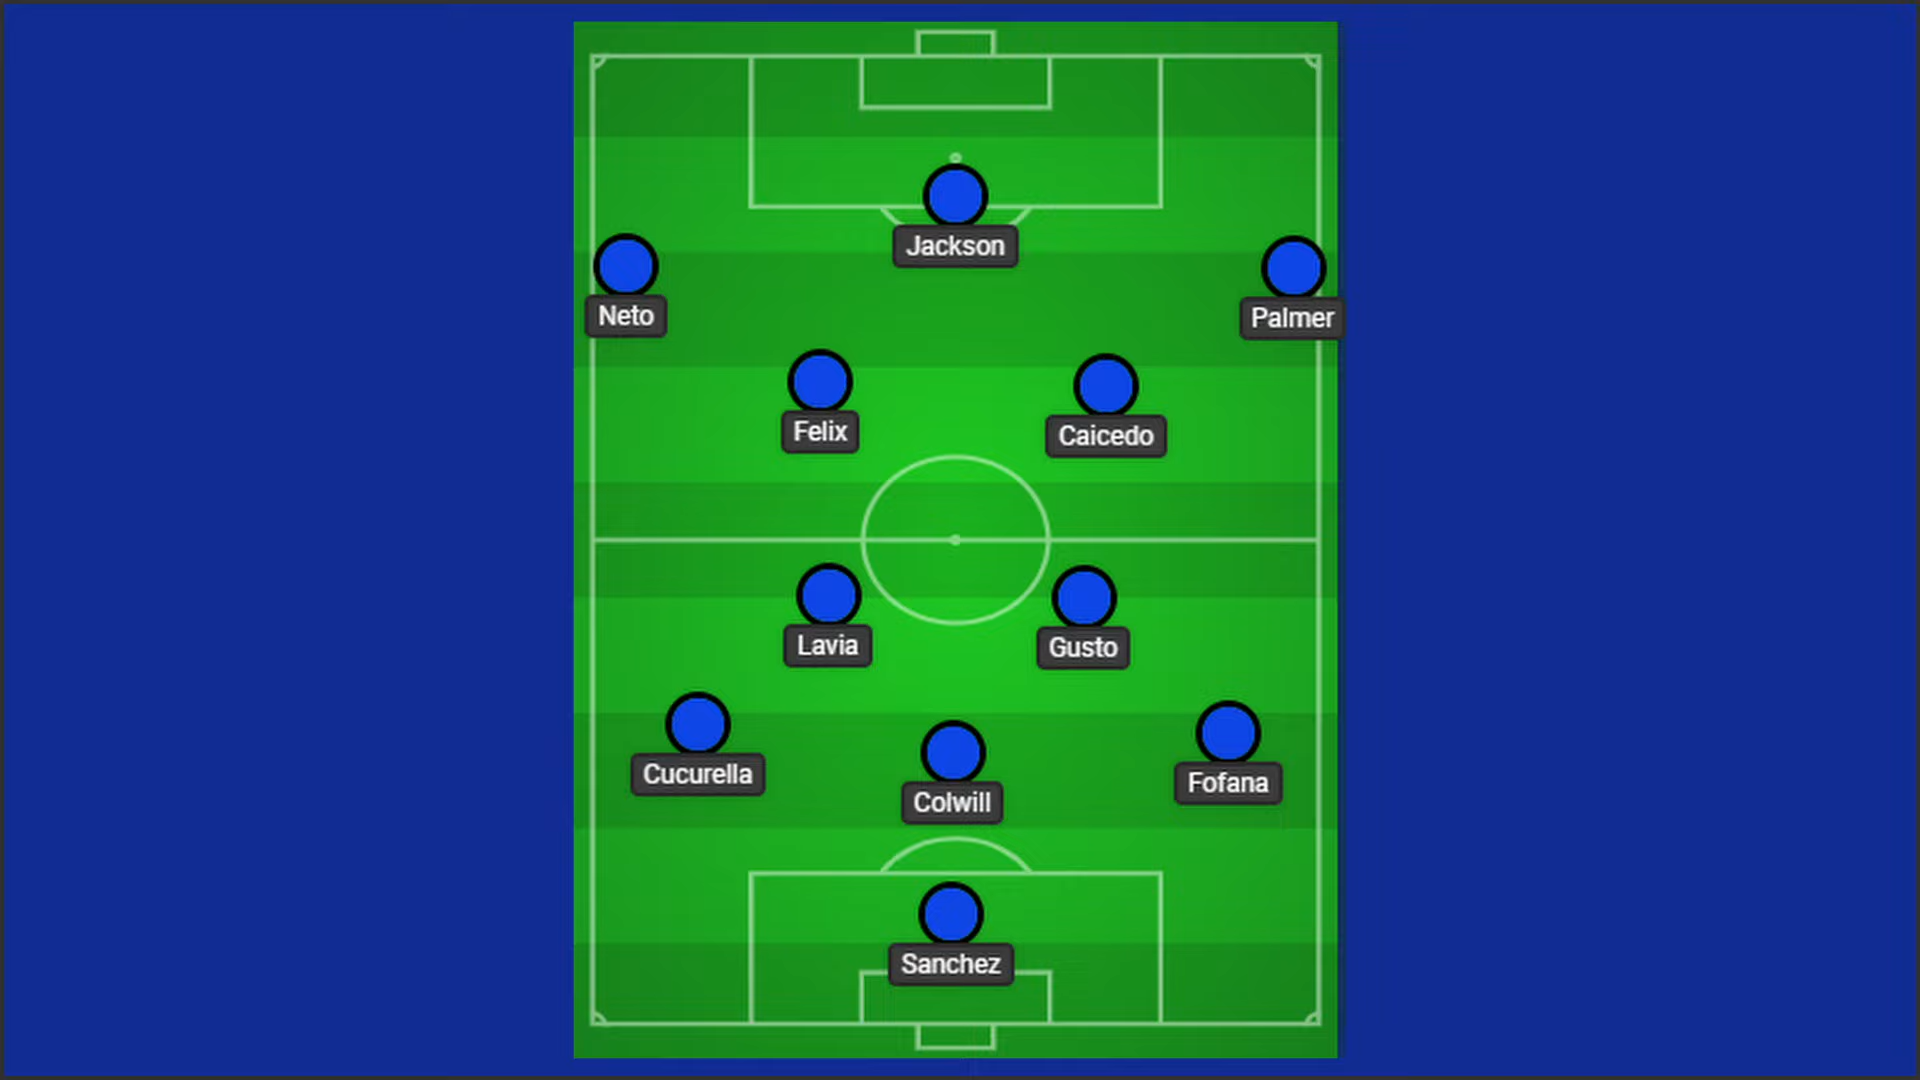 Jackson
Neto
Palmer
Felix
Caicedo
Lavia
Gusto
Cucurella
Colwill
Fofana
Sanchez